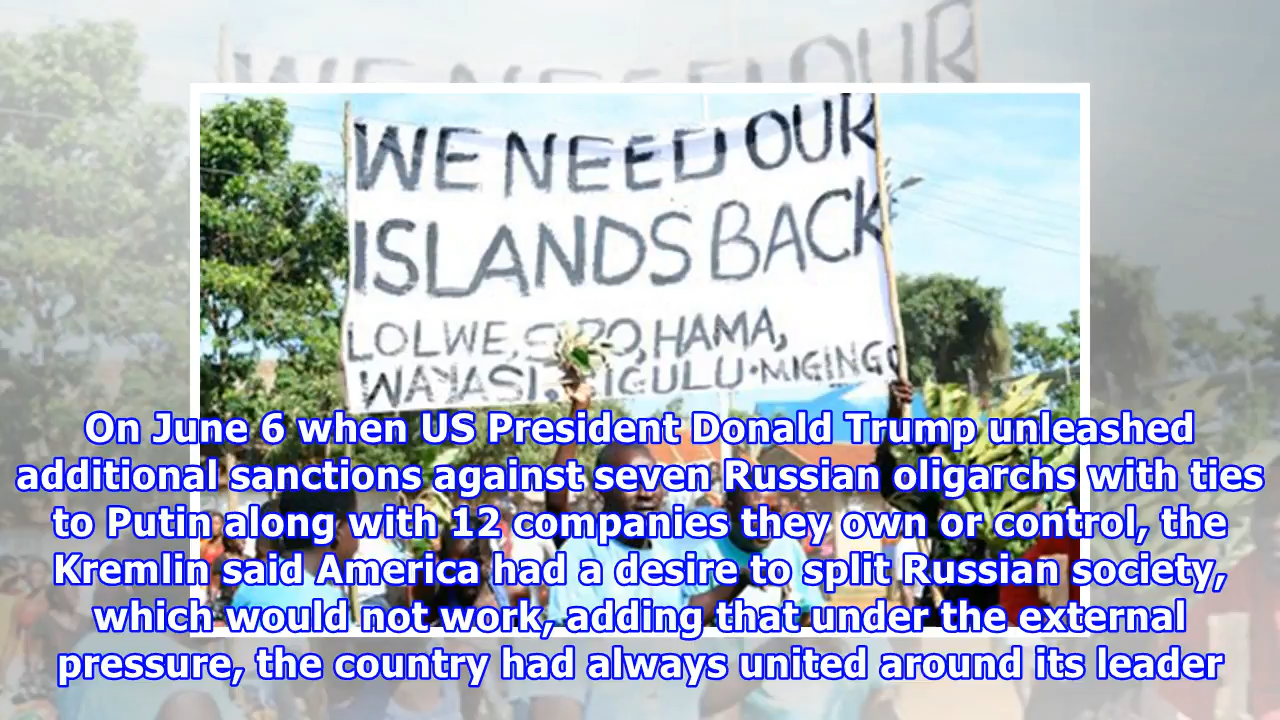 WE NEED OUR
ISLANDS BACK
LOLWE, HAMA,
WAYASI, SIGULU·MIGINGO
On June 6 when US President Donald Trump unleashed
additional sanctions against seven Russian oligarchs with ties
to Putin along with 12 companies they own or control, the
Kremlin said America had a desire to split Russian society,
which would not work, adding that under the external
pressure, the country had always united around its leader